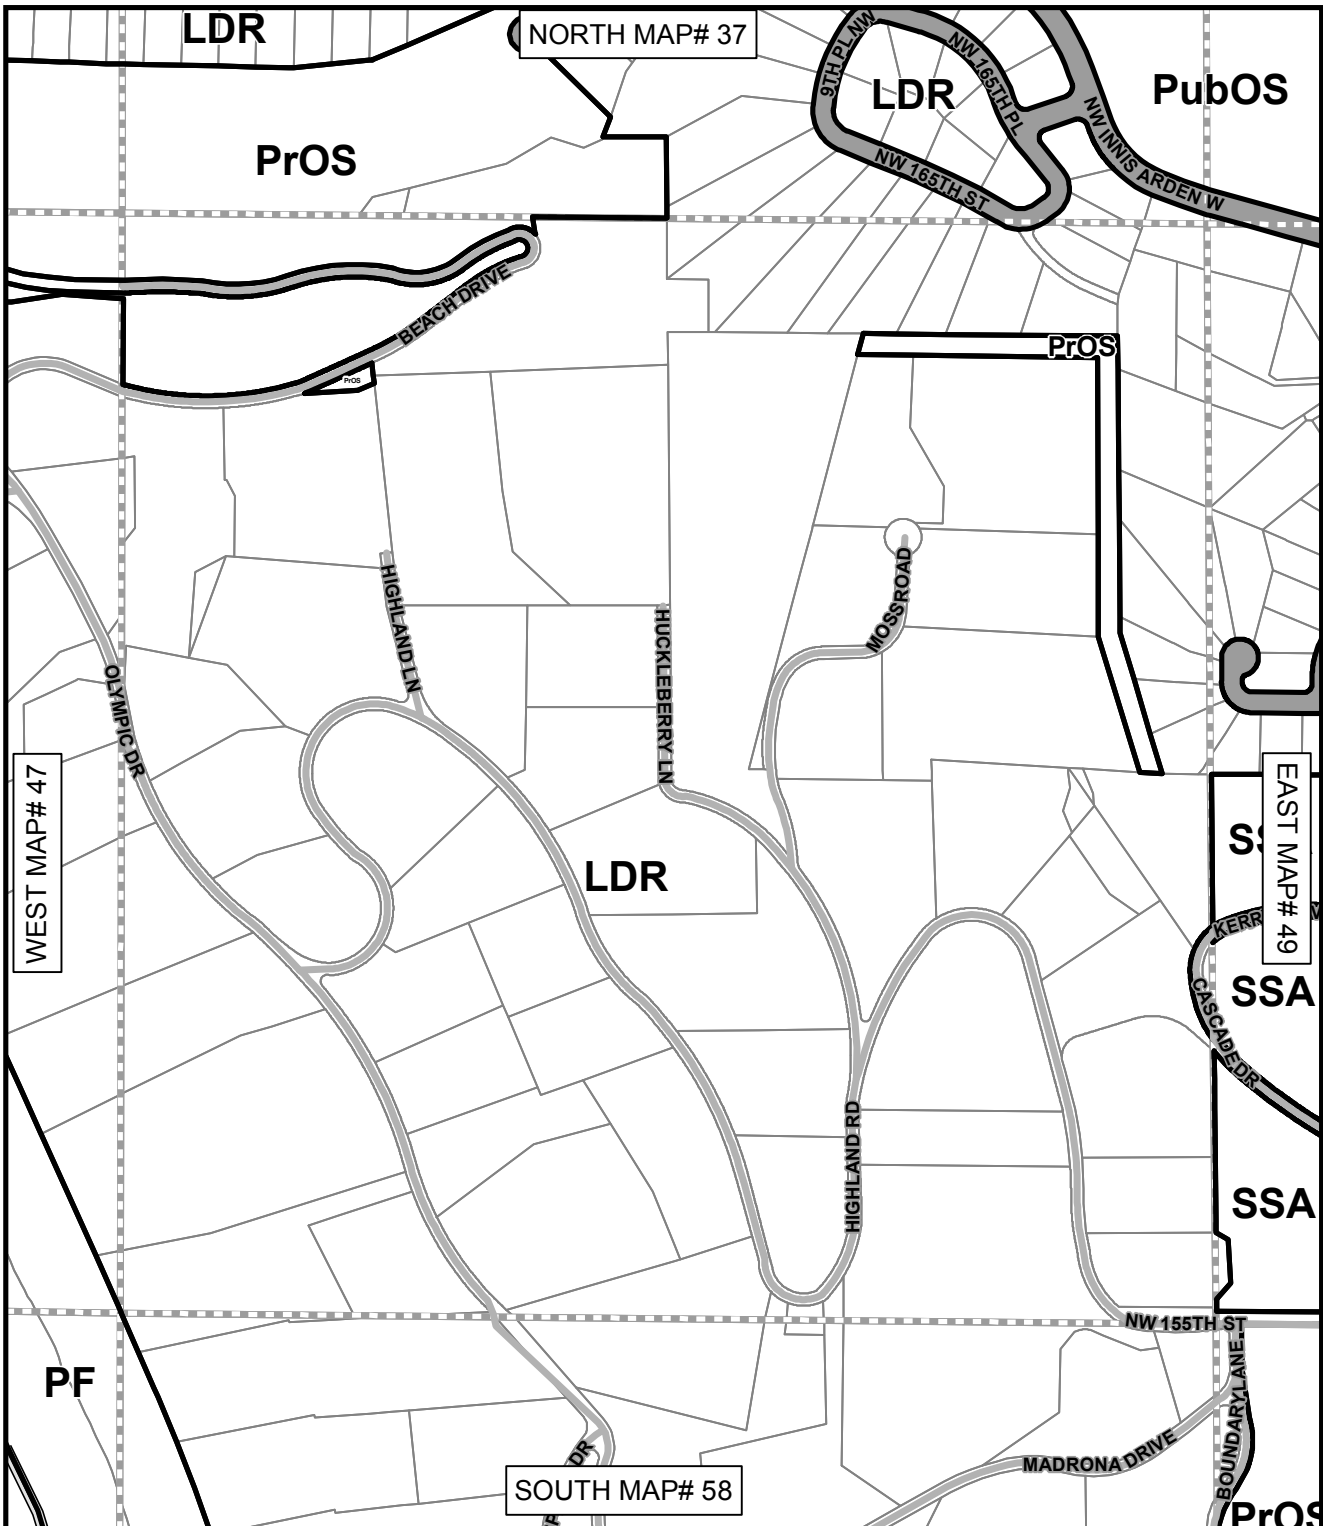 LDR
NORTH MAP# 37
9TH PL NW
NW 165TH PL
LDR
PubOS
NW INNIS ARDEN W
PrOS
NW 165TH ST
BEACH DRIVE
PrOS
PrOS
HIGHLAND LN
MOSS ROAD
HUCKLEBERRY LN
OLYMPIC DR
WEST MAP# 47
EAST MAP# 49
LDR
CASCADE DR
SSA
HIGHLAND RD
SSA
NW 155TH ST
PF
BOUNDARY LANE
MADRONA DRIVE
DR
SOUTH MAP# 58
PrOS